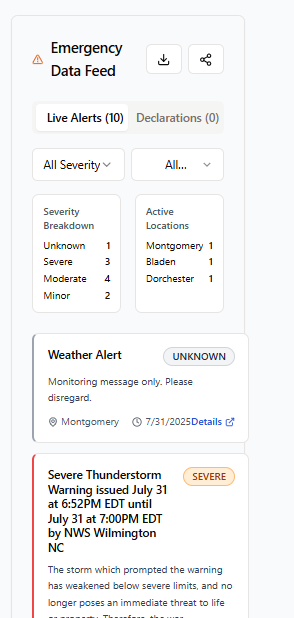 Emergency
Data Feed
Live Alerts (10) Declarations (0)
All Severity All...
Severity
Breakdown
Unknown 1
Severe 3
Moderate 4
Minor 2
Active
Locations
Montgomery 1
Bladen 1
Dorchester 1
Weather Alert UNKNOWN
Monitoring message only. Please
disregard.
Montgomery 7/31/2025 Details
Severe Thunderstorm SEVERE
Warning issued July 31
at 6:52PM EDT until
July 31 at 7:00PM EDT
by NWS Wilmington
NC
The storm which prompted the warning
has weakened below severe limits, and no
longer poses an immediate threat to life
or property. Therefore, the war